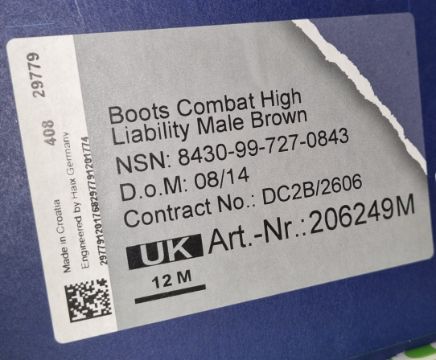 Boots Combat High
Liability Male Brown
NSN: 8430-99-727-0843
D.o.M: 08/14
Contract No.: DC2B/2606
UK Art.-Nr.:206249M
12 M
408 29779
Made in Croatia
Engineered by Haix Germany
297791201768297791201774